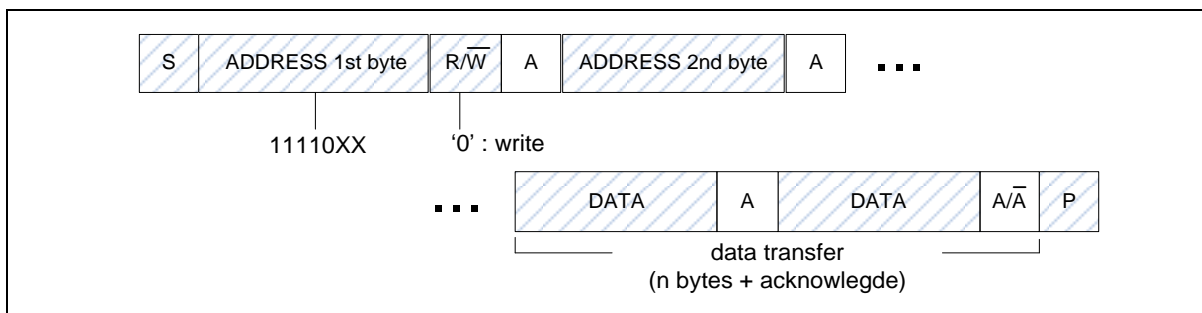 S ADDRESS 1st byte R/W̅ A ADDRESS 2nd byte A ...
11110XX '0' : write
... DATA A DATA A/A̅ P
data transfer
(n bytes + acknowlegde)